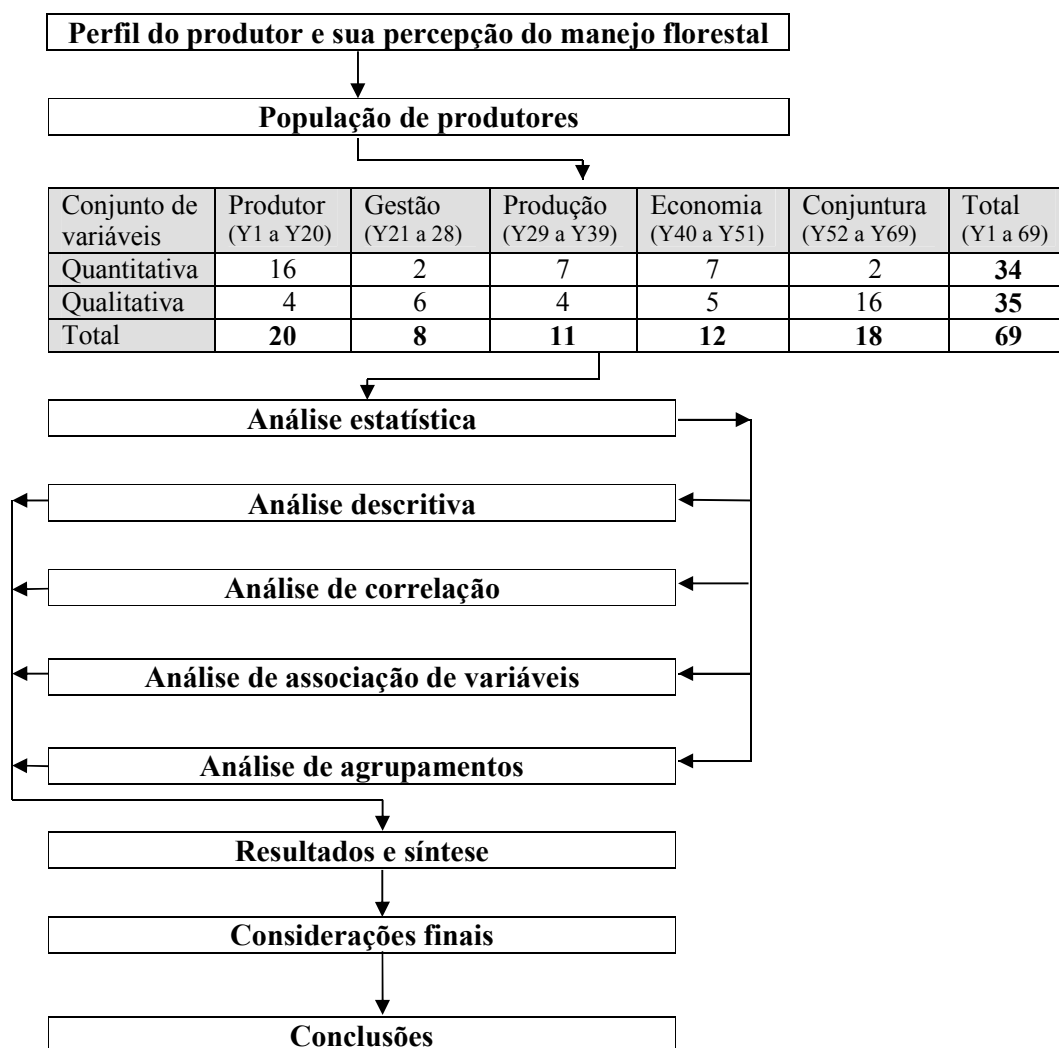 Perfil do produtor e sua percepção do manejo florestal
População de produtores
Conjunto de variáveis Produtor (Y1 a Y20) Gestão (Y21 a 28) Produção (Y29 a Y39) Economia (Y40 a Y51) Conjuntura (Y52 a Y69) Total (Y1 a 69)
Quantitativa 16 2 7 7 2 34
Qualitativa 4 6 4 5 16 35
Total 20 8 11 12 18 69
Análise estatística
Análise descritiva
Análise de correlação
Análise de associação de variáveis
Análise de agrupamentos
Resultados e síntese
Considerações finais
Conclusões